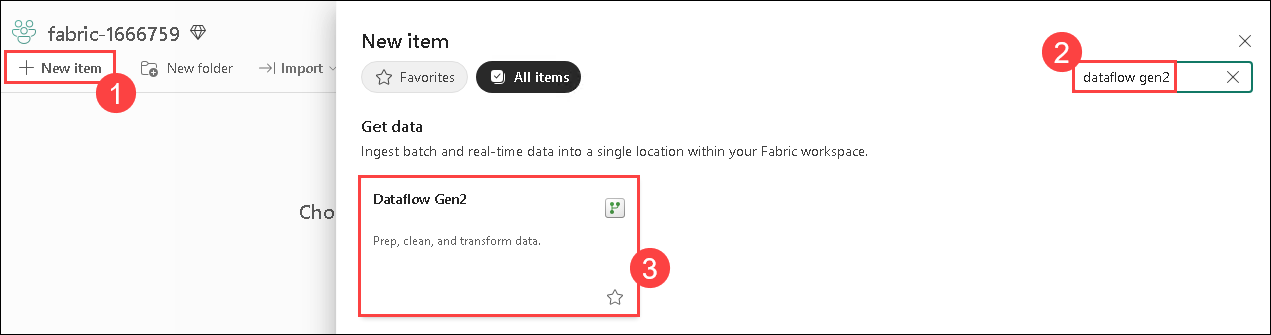 fabric-1666759
+ New item
New folder
Import
1
Cho
New item
Favorites
All items
2
dataflow gen2
Get data
Ingest batch and real-time data into a single location within your Fabric workspace.
Dataflow Gen2
Prep, clean, and transform data.
3